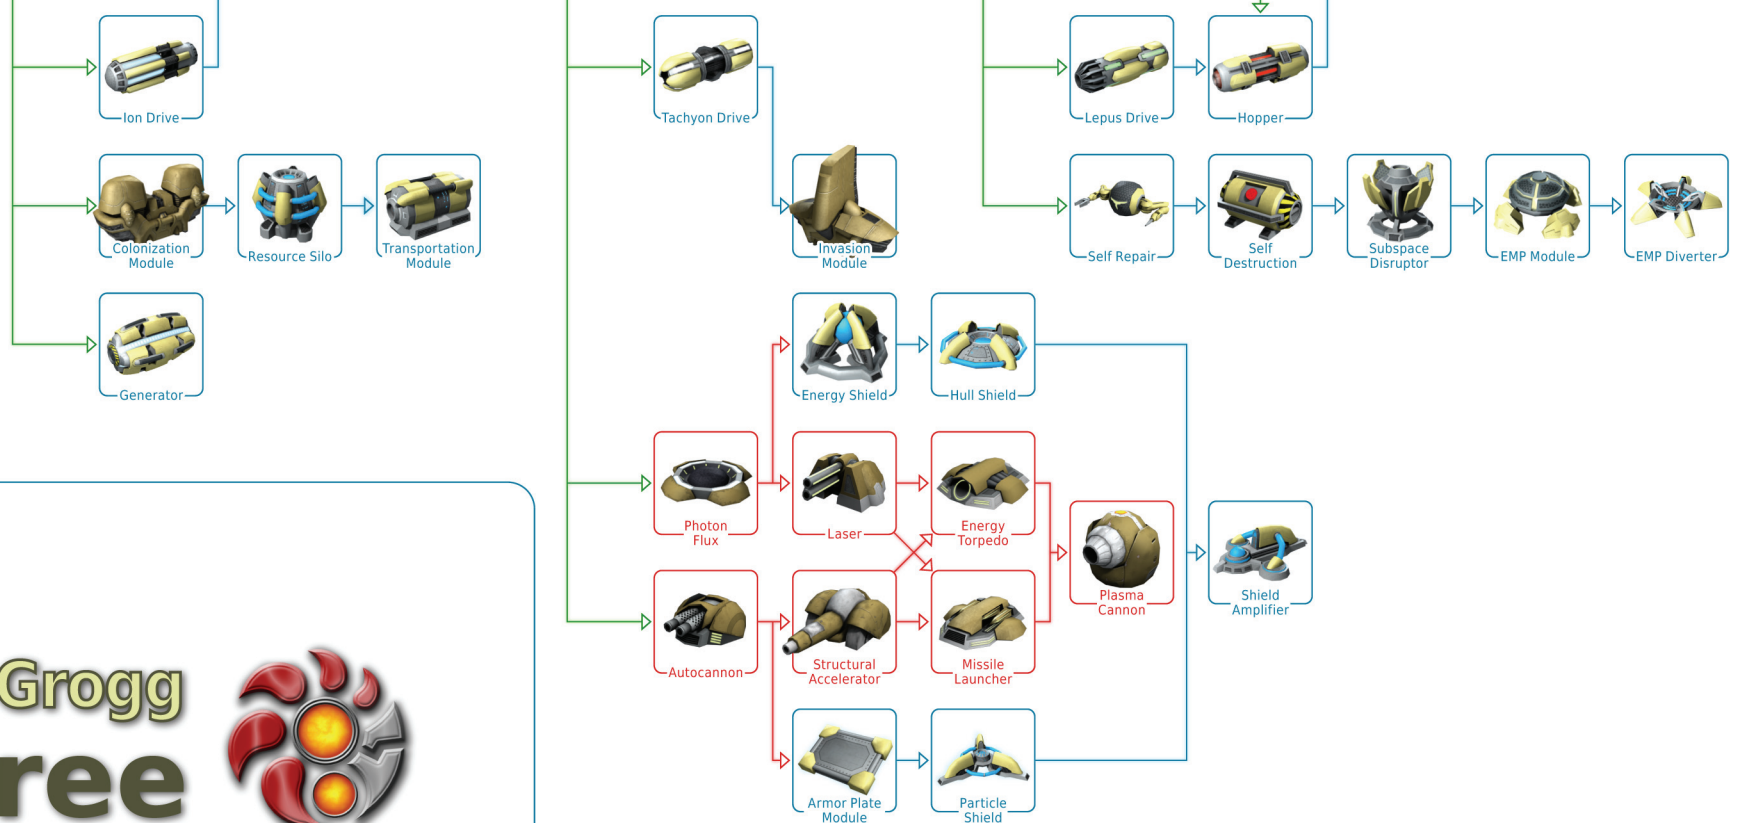 Ion Drive
Tachyon Drive
Lepus Drive
Hopper
Colonization
Module
Resource Silo
Transportation
Module
Invasion
Module
Self Repair
Self
Destruction
Subspace
Disruptor
EMP Module
EMP Diverter
Generator
Energy Shield
Hull Shield
Photon
Flux
Laser
Energy
Torpedo
Plasma
Cannon
Shield
Amplifier
Autocannon
Structural
Accelerator
Missile
Launcher
Armor Plate
Module
Particle
Shield
Grogg
ree